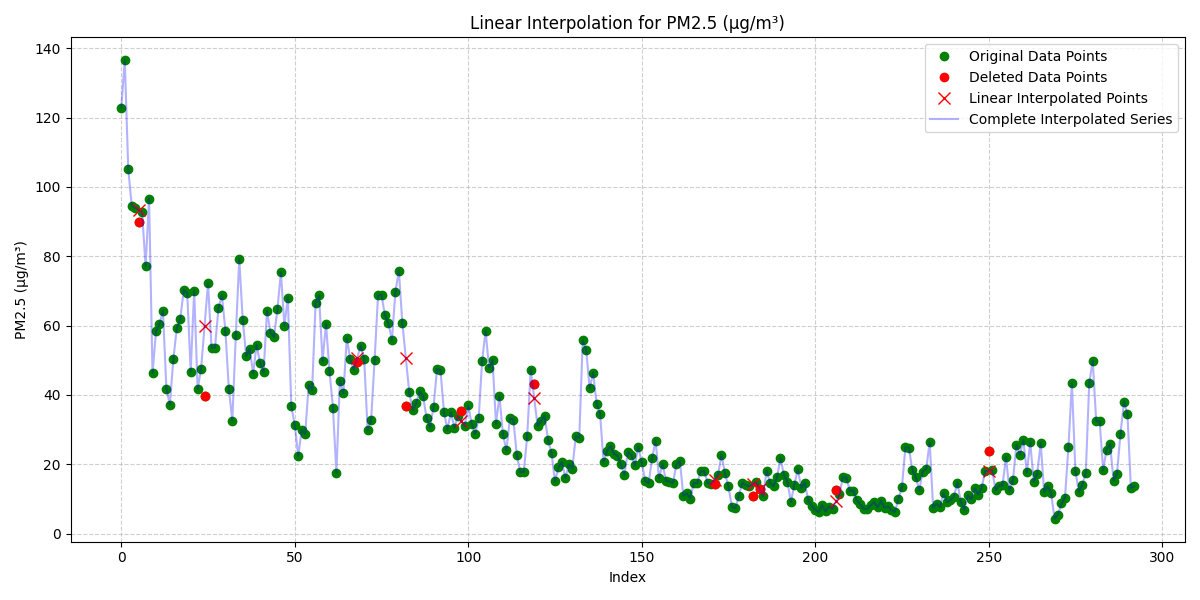 Linear Interpolation for PM2.5 (µg/m³)
PM2.5 (µg/m³)
140
120
100
80
60
40
20
0
Original Data Points
Deleted Data Points
Linear Interpolated Points
Complete Interpolated Series
0 50 100 150 200 250 300
Index